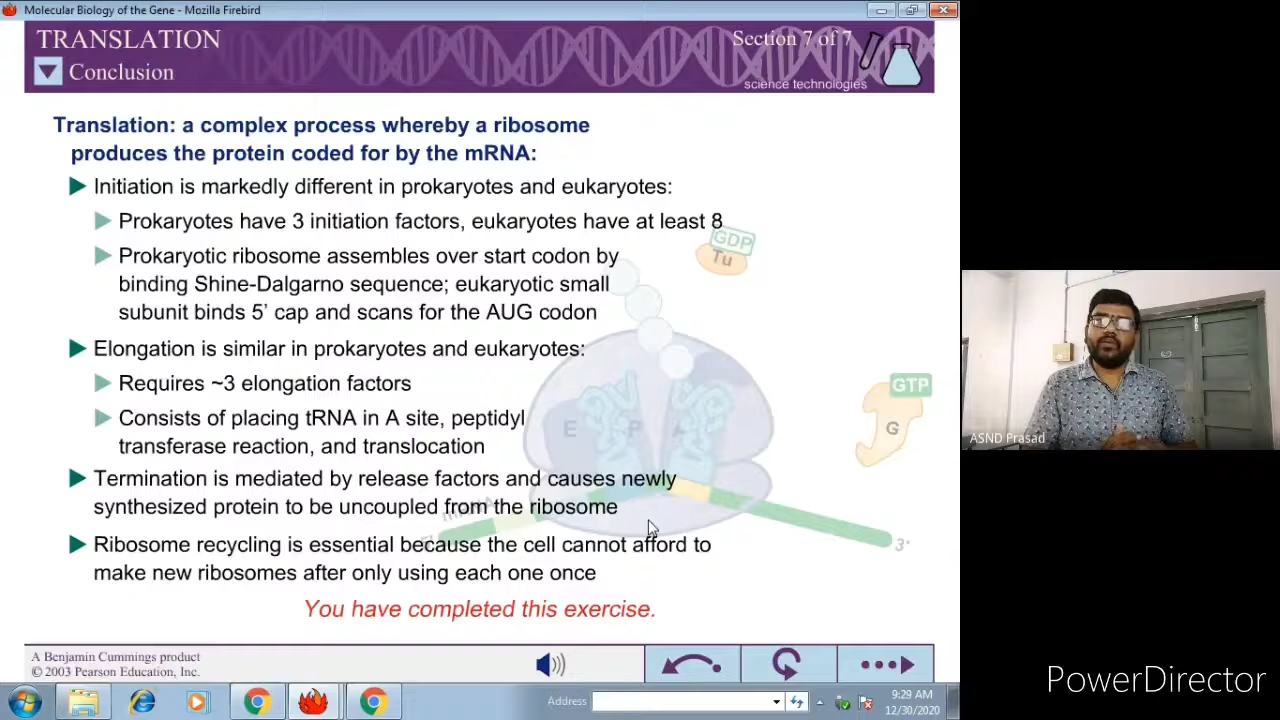 Molecular Biology of the Gene - Mozilla Firebird
TRANSLATION
Section 7 of 7
Conclusion
science technologies
Translation: a complex process whereby a ribosome
produces the protein coded for by the mRNA:
Initiation is markedly different in prokaryotes and eukaryotes:
Prokaryotes have 3 initiation factors, eukaryotes have at least 8
Prokaryotic ribosome assembles over start codon by
binding Shine-Dalgarno sequence; eukaryotic small
subunit binds 5' cap and scans for the AUG codon
Elongation is similar in prokaryotes and eukaryotes:
Requires ~3 elongation factors
Consists of placing tRNA in A site, peptidyl
transferase reaction, and translocation
Termination is mediated by release factors and causes newly
synthesized protein to be uncoupled from the ribosome
Ribosome recycling is essential because the cell cannot afford to
make new ribosomes after only using each one once
You have completed this exercise.
GDP
Tu
GTP
G
E P A
mRNA
5'
3'
A Benjamin Cummings product
© 2003 Pearson Education, Inc.
Address
9:29 AM
12/30/2020
ASND Prasad
PowerDirector